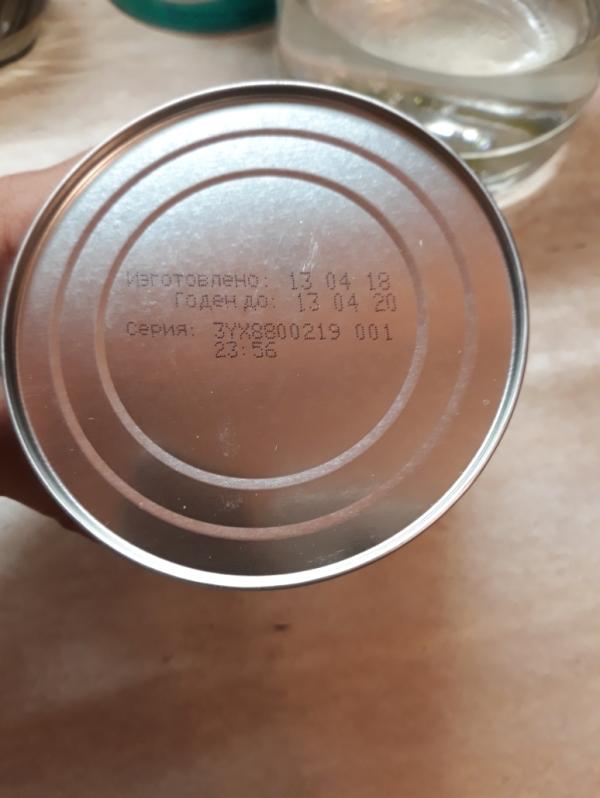 Изготовлено: 13 04 18
Годен до: 13 04 20
Серия: 3YX8800219 001
23:56